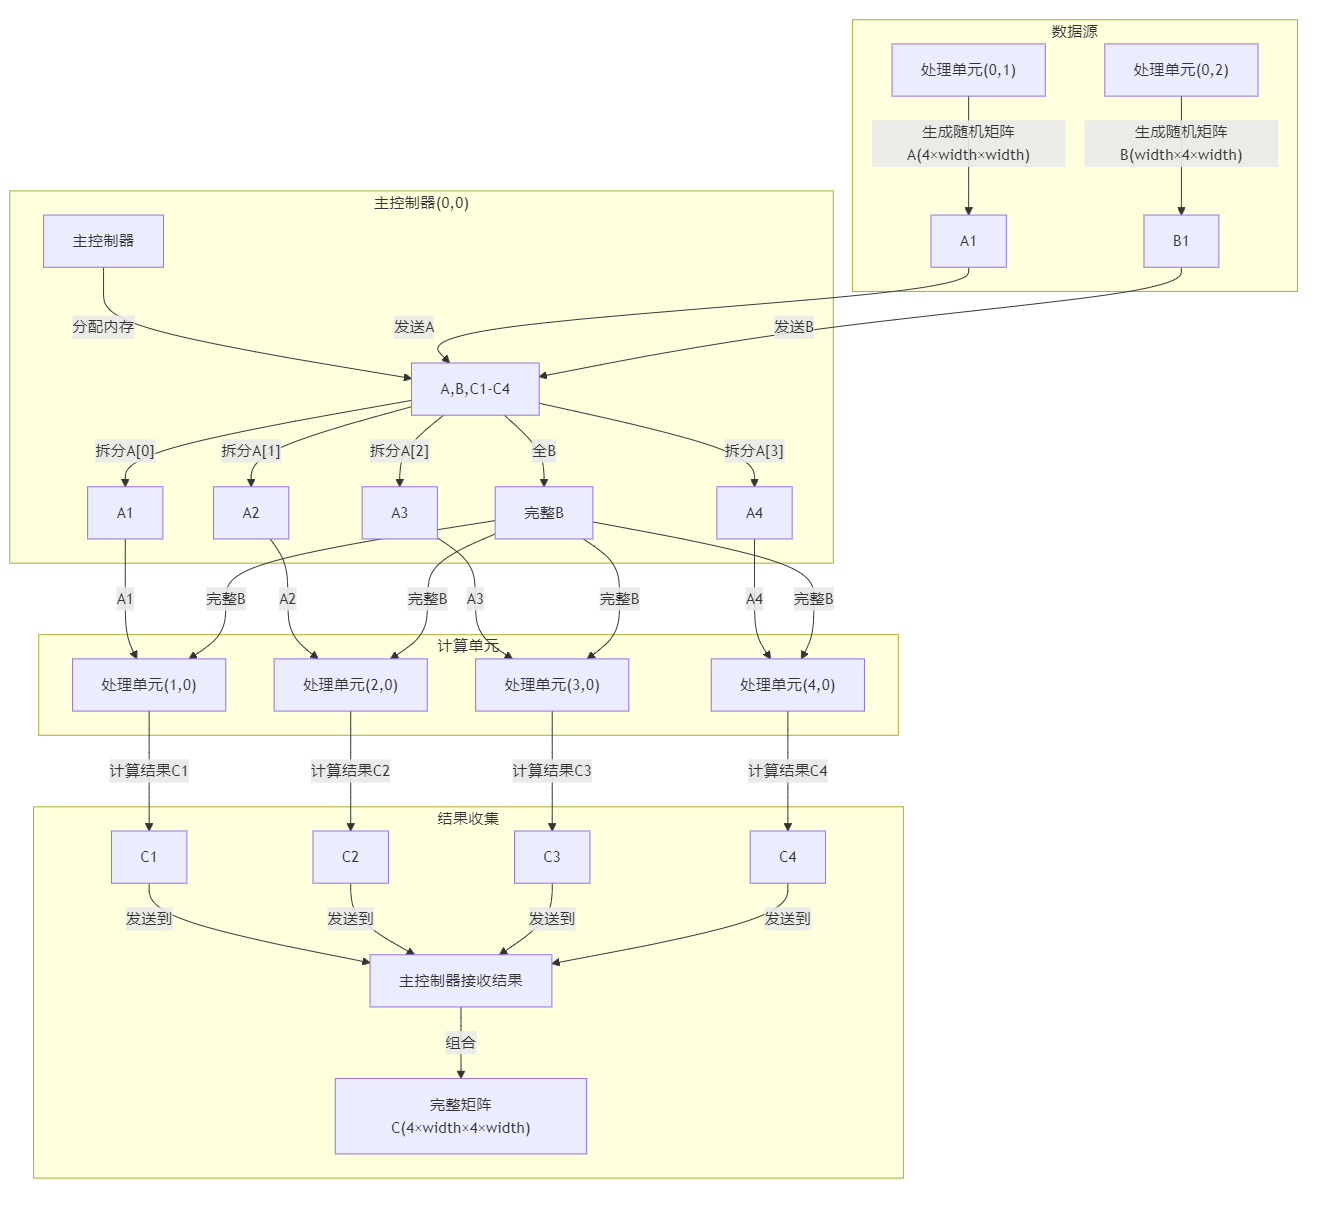 数据源
处理单元(0,1)
处理单元(0,2)
生成随机矩阵
A(4×width×width)
生成随机矩阵
B(width×4×width)
主控制器(0,0)
主控制器
A1
B1
分配内存
发送A
发送B
A,B,C1-C4
拆分A[0]
拆分A[1]
拆分A[2]
全B
拆分A[3]
A1
A2
A3
完整B
A4
A1
完整B
A2
完整B
A3
完整B
A4
完整B
计算单元
处理单元(1,0)
处理单元(2,0)
处理单元(3,0)
处理单元(4,0)
计算结果C1
计算结果C2
计算结果C3
计算结果C4
结果收集
C1
C2
C3
C4
发送到
发送到
发送到
发送到
主控制器接收结果
组合
完整矩阵
C(4×width×4×width)